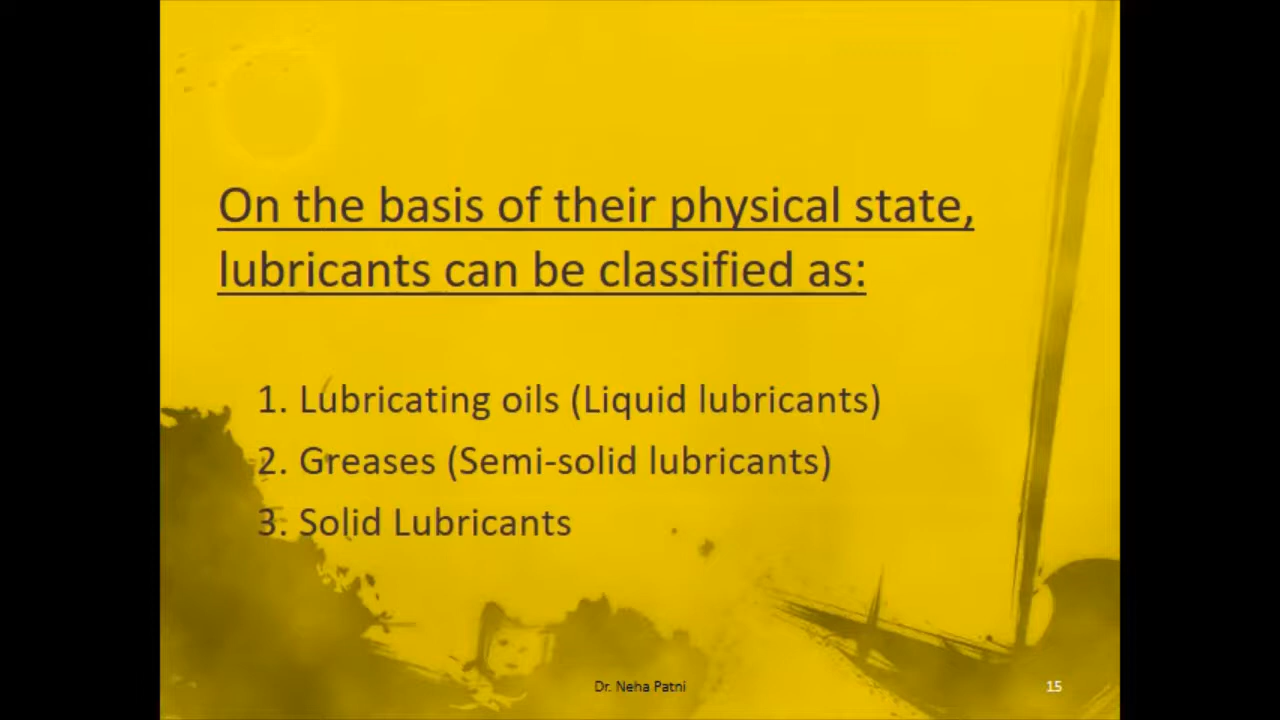 On the basis of their physical state,
lubricants can be classified as:
1. Lubricating oils (Liquid lubricants)
2. Greases (Semi-solid lubricants)
3. Solid Lubricants
Dr. Neha Patni
15